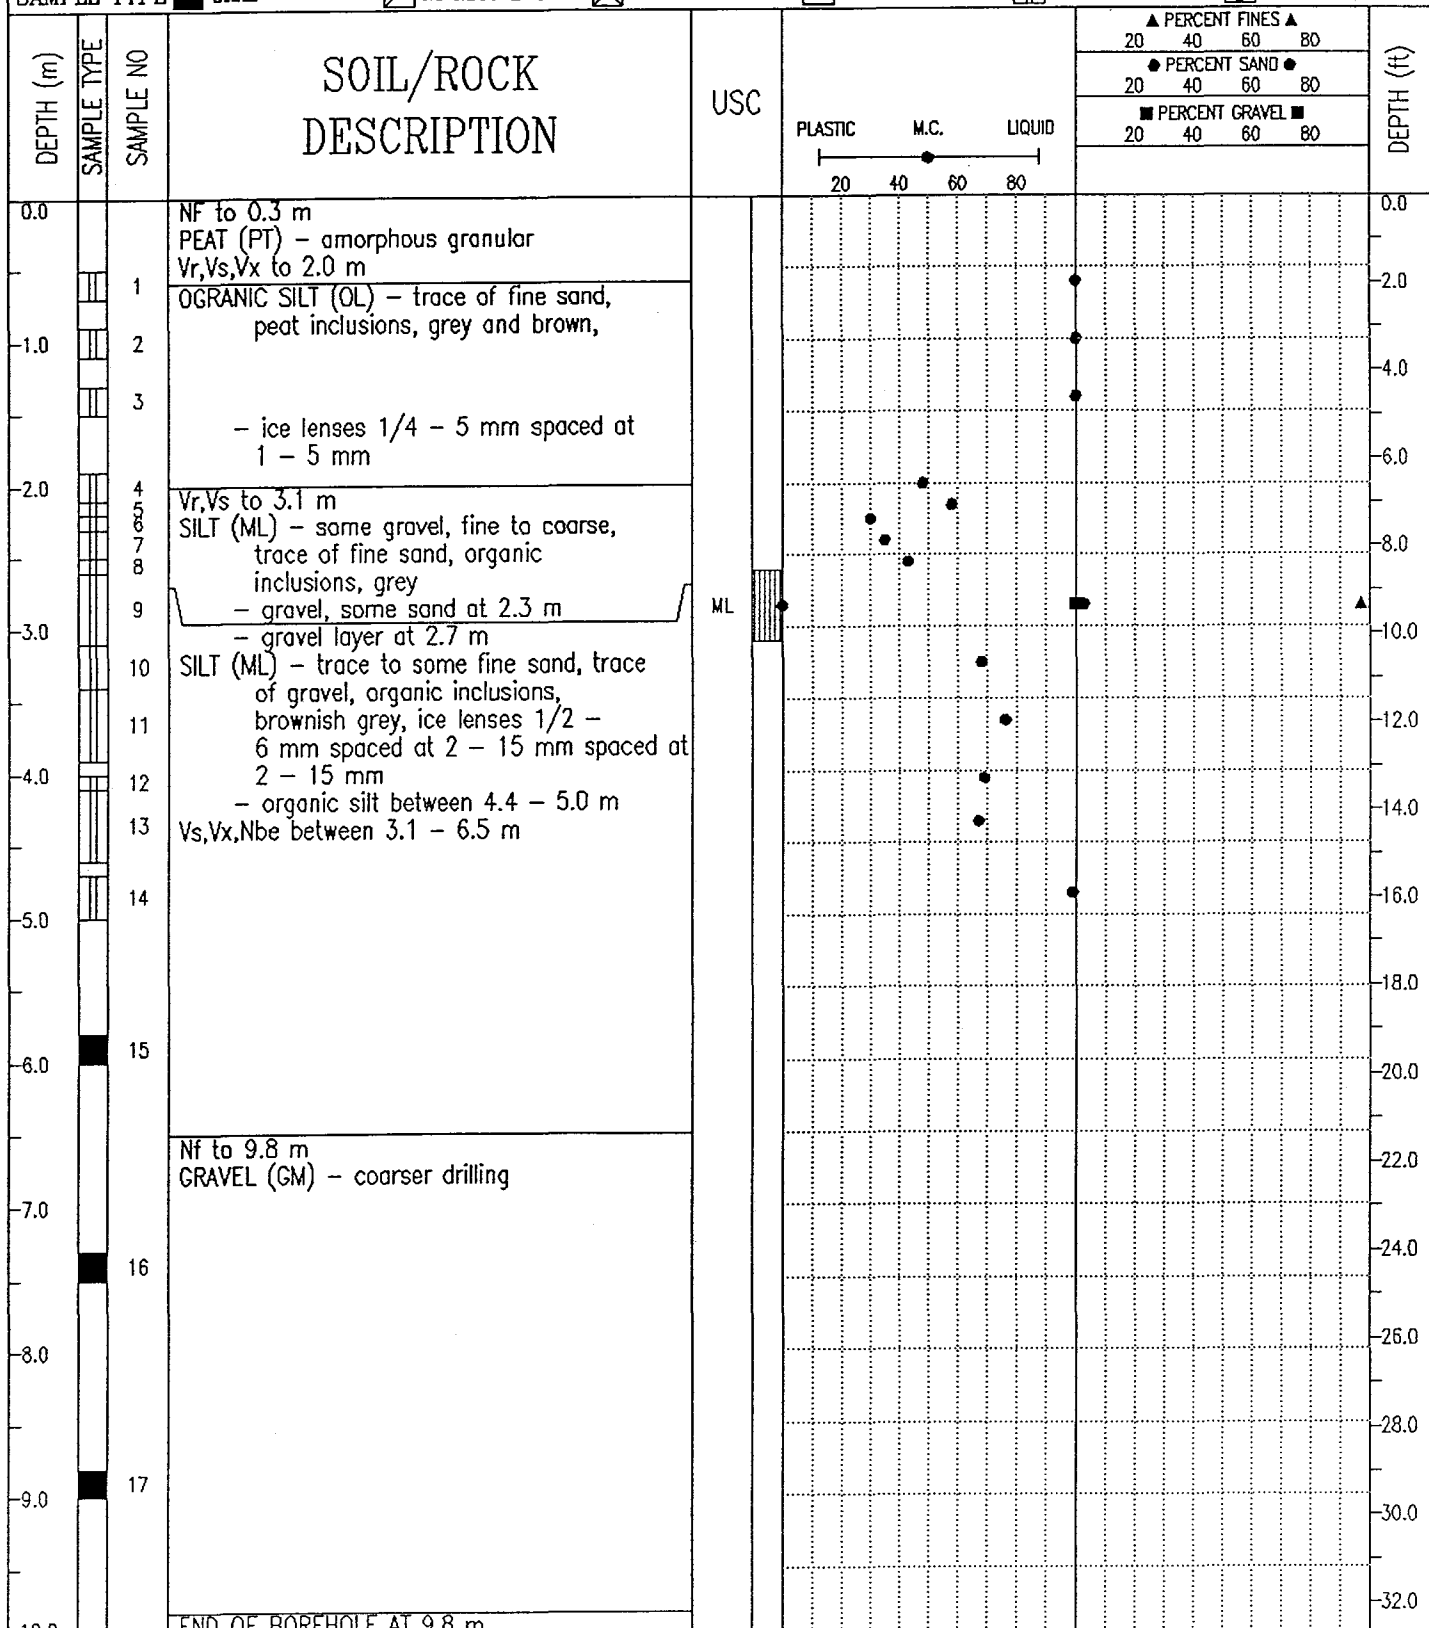 SAMPLE TYPE
▲ PERCENT FINES ▲
20 40 60 80
● PERCENT SAND ●
20 40 60 80
■ PERCENT GRAVEL ■
20 40 60 80
DEPTH (m)
SAMPLE TYPE
SAMPLE NO
SOIL/ROCK
DESCRIPTION
USC
PLASTIC M.C. LIQUID
20 40 60 80
DEPTH (ft)
0.0
NF to 0.3 m
PEAT (PT) – amorphous granular
Vr,Vs,Vx to 2.0 m
0.0
1
OGRANIC SILT (OL) – trace of fine sand,
peat inclusions, grey and brown,
2.0
1.0
2
4.0
3
– ice lenses 1/4 – 5 mm spaced at
1 – 5 mm
6.0
2.0
4
Vr,Vs to 3.1 m
5
6
SILT (ML) – some gravel, fine to coarse,
7
trace of fine sand, organic
8.0
8
inclusions, grey
9
– gravel, some sand at 2.3 m
ML
3.0
– gravel layer at 2.7 m
10.0
10
SILT (ML) – trace to some fine sand, trace
of gravel, organic inclusions,
11
brownish grey, ice lenses 1/2 –
12.0
6 mm spaced at 2 – 15 mm spaced at
4.0
12
2 – 15 mm
– organic silt between 4.4 – 5.0 m
14.0
13
Vs,Vx,Nbe between 3.1 – 6.5 m
14
16.0
5.0
18.0
15
6.0
20.0
Nf to 9.8 m
22.0
GRAVEL (GM) – coarser drilling
7.0
24.0
16
26.0
8.0
28.0
17
9.0
30.0
32.0
END OF BOREHOLE AT 9.8 m